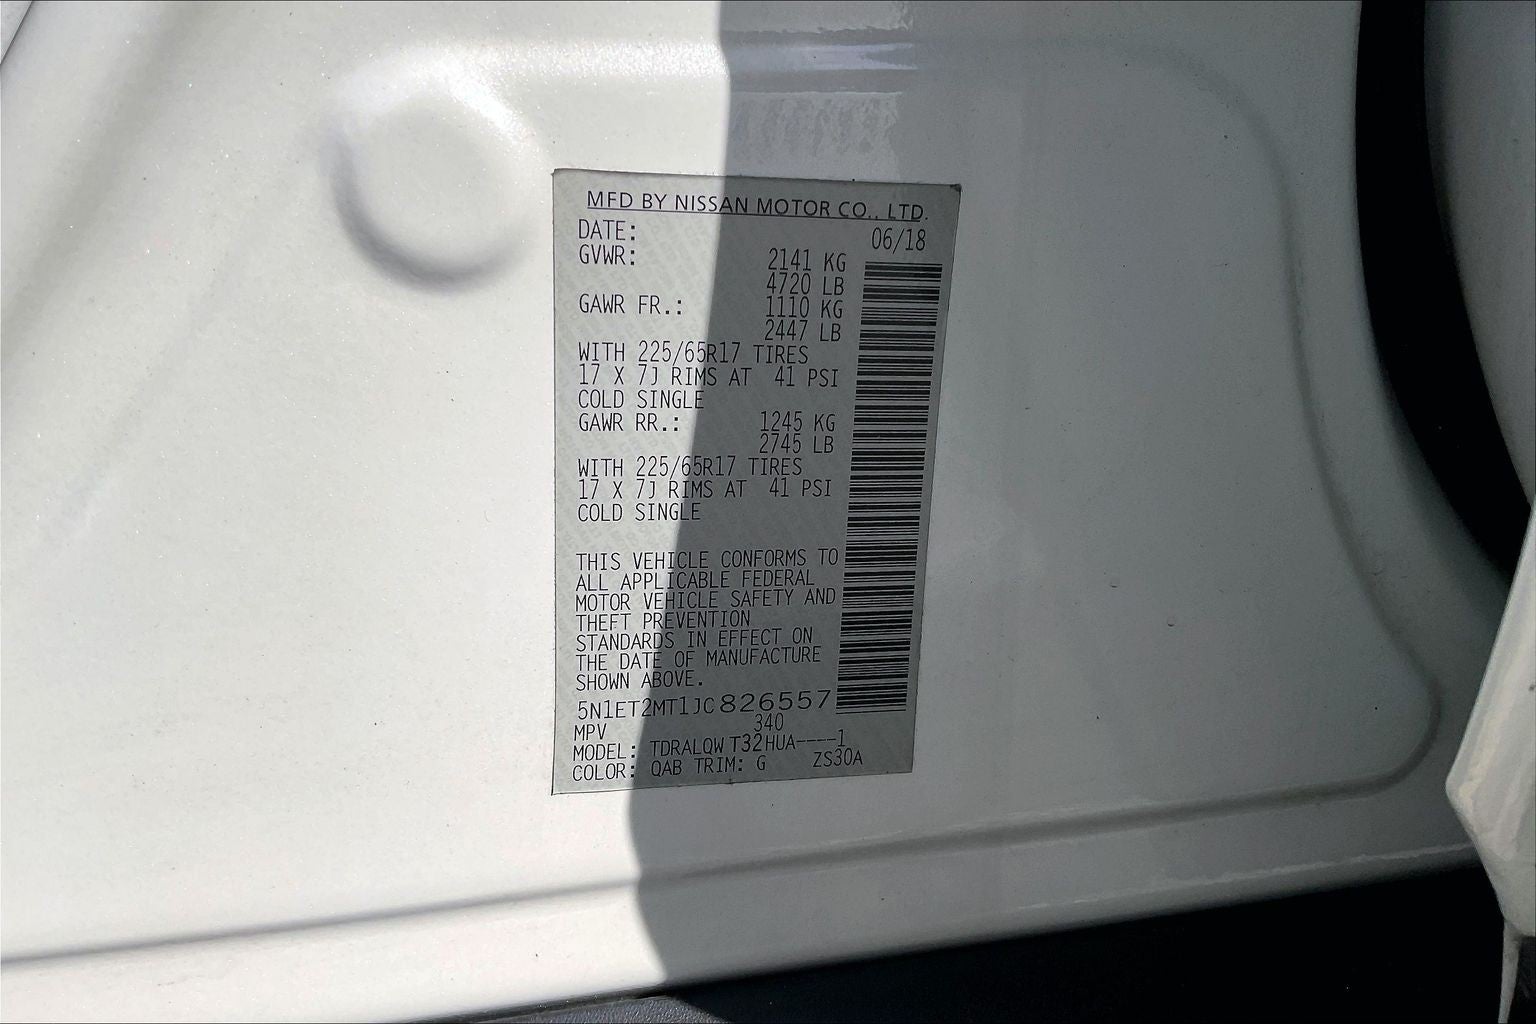 MFD BY NISSAN MOTOR CO., LTD.
DATE: 06/18
GVWR: 2141 KG
4720 LB
GAWR FR.: 1110 KG
2447 LB
WITH 225/65R17 TIRES
17 X 7J RIMS AT 41 PSI
COLD SINGLE
GAWR RR.: 1245 KG
2745 LB
WITH 225/65R17 TIRES
17 X 7J RIMS AT 41 PSI
COLD SINGLE
THIS VEHICLE CONFORMS TO
ALL APPLICABLE FEDERAL
MOTOR VEHICLE SAFETY AND
THEFT PREVENTION
STANDARDS IN EFFECT ON
THE DATE OF MANUFACTURE
SHOWN ABOVE.
5N1ET2MT1JC826557
MPV 340
MODEL: TDRALQWT32HUA----1
COLOR: QAB TRIM: G ZS30A